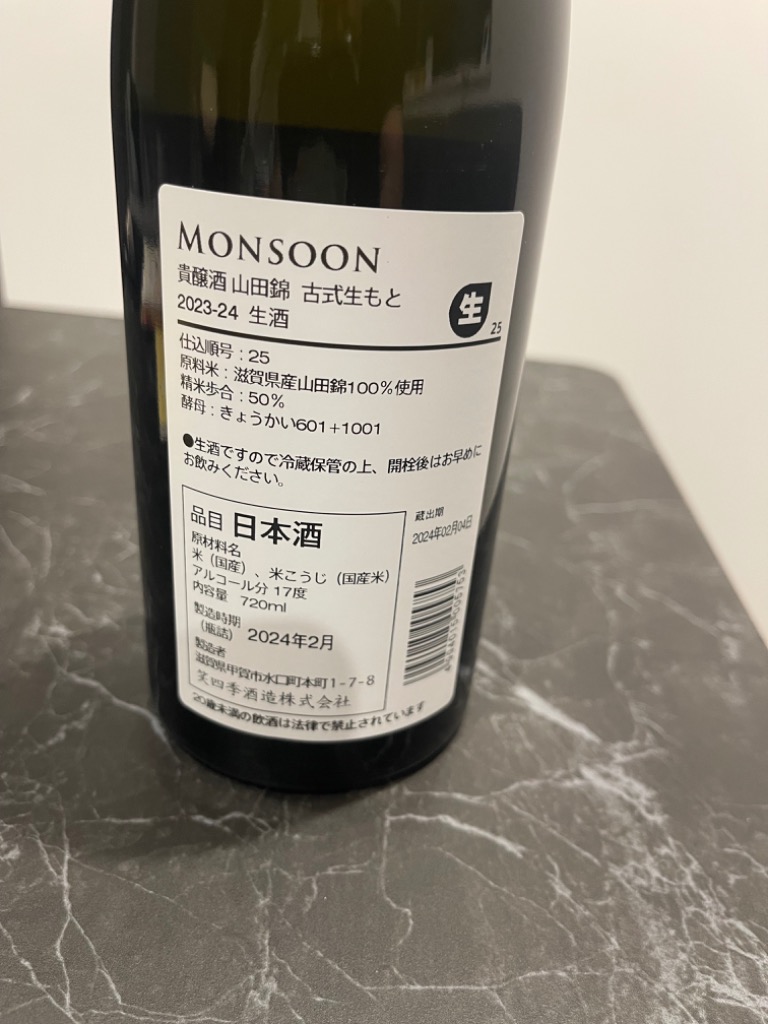 MONSOON
貴醸酒 山田錦 古式生もと
2023-24 生酒
生
25
仕込順号：25
原料米：滋賀県産山田錦100％使用
精米歩合：50％
酵母：きょうかい601+1001
●生酒ですので冷蔵保管の上、開栓後はお早めに
お飲みください。
品目 日本酒
原材料名
米（国産）、米こうじ（国産米）
アルコール分 17度
内容量 720ml
製造時期
（瓶詰） 2024年2月
製造者
滋賀県甲賀市水口町本町1-7-8
笑四季酒造株式会社
蔵出期
2024年02月04日
20歳未満の飲酒は法律で禁止されています